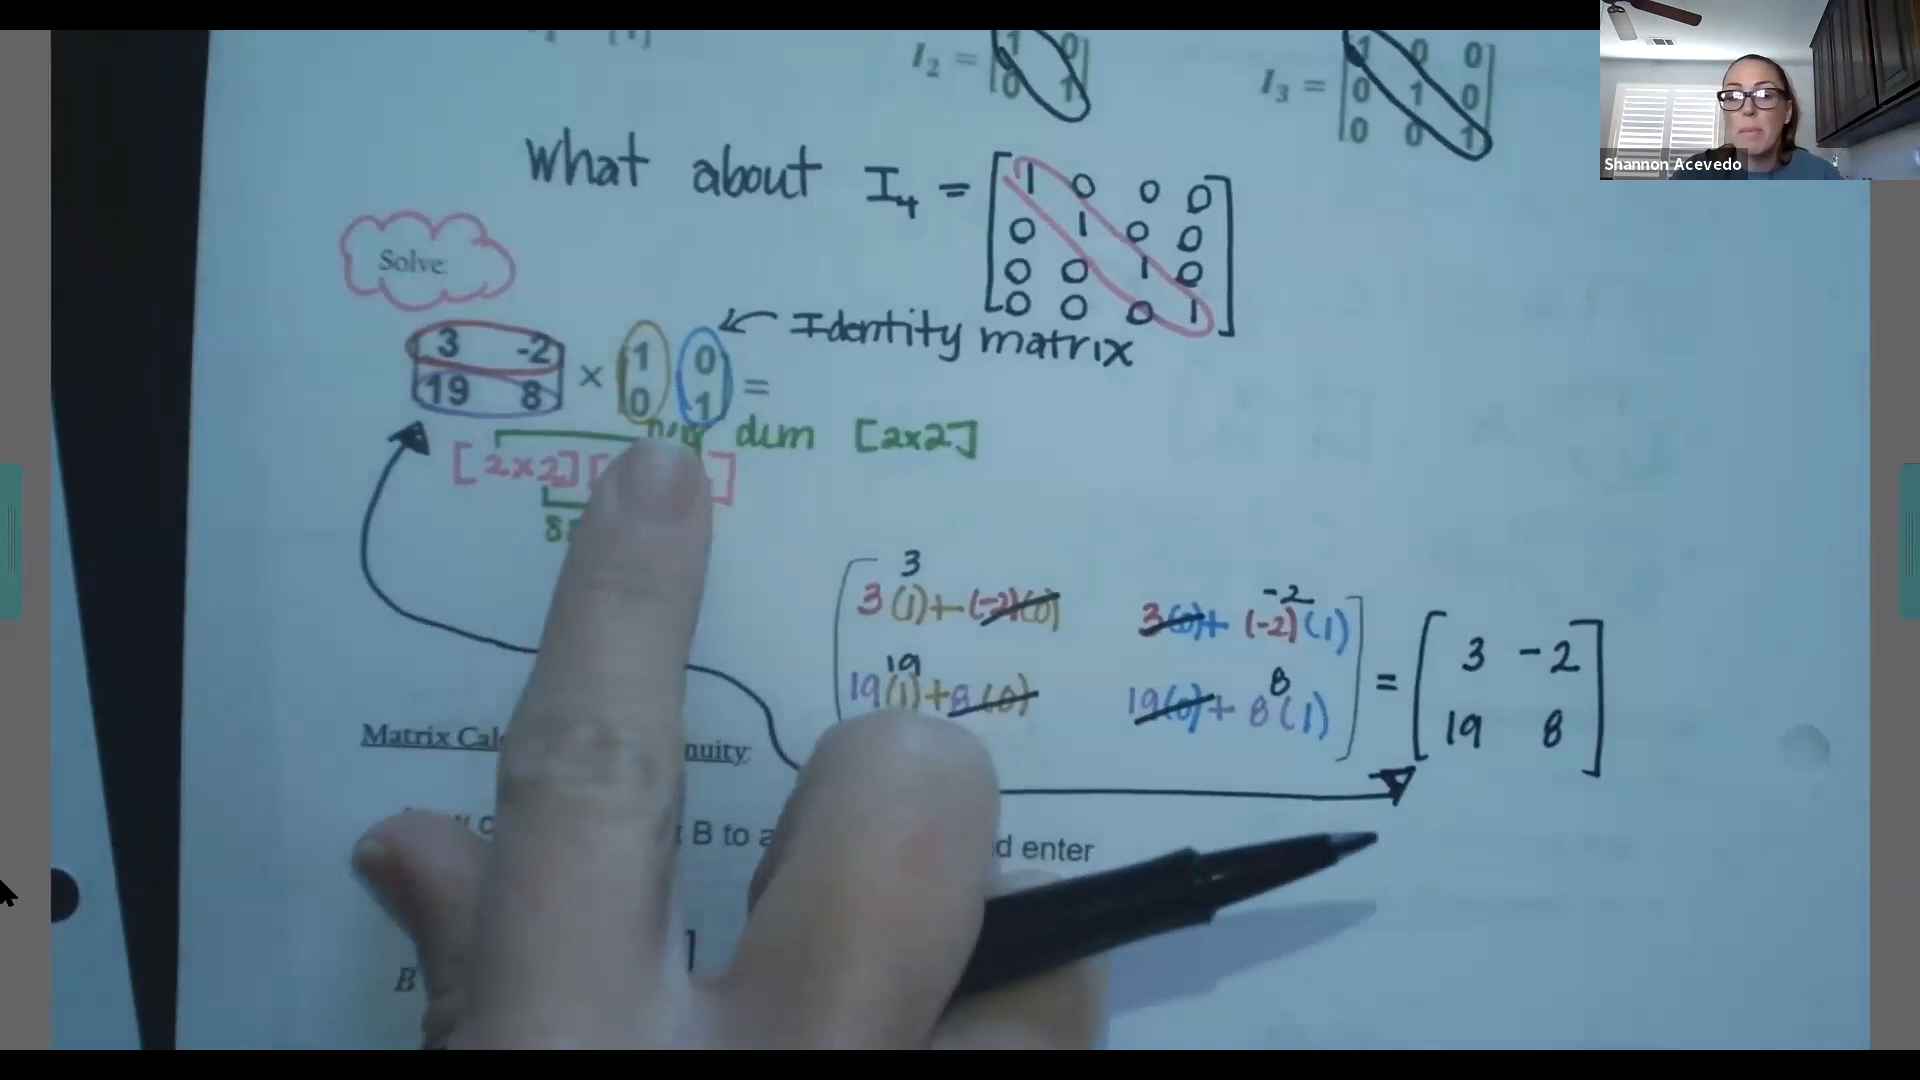 I2 = 1 0
0 1
I3 = 1 0 0
0 1 0
0 0 1
Shannon Acevedo
What about I4 = 1 0 0 0
0 1 0 0
0 0 1 0
0 0 0 1
Solve:
Identity matrix
3 -2 × 1 0 =
19 8 0 1
dim [2x2]
[2x2][ ]
3 -2
3(1)+(-2)(0) 3(0)+(-2)(1)
19 8
19(1)+8(0) 19(0)+8(1)
= 3 -2
19 8
Matrix
B to
enter
B ]